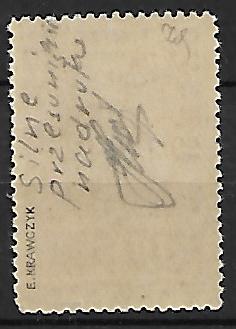 Silne
przesunięcie
nadruku
E. KRAWCZYK